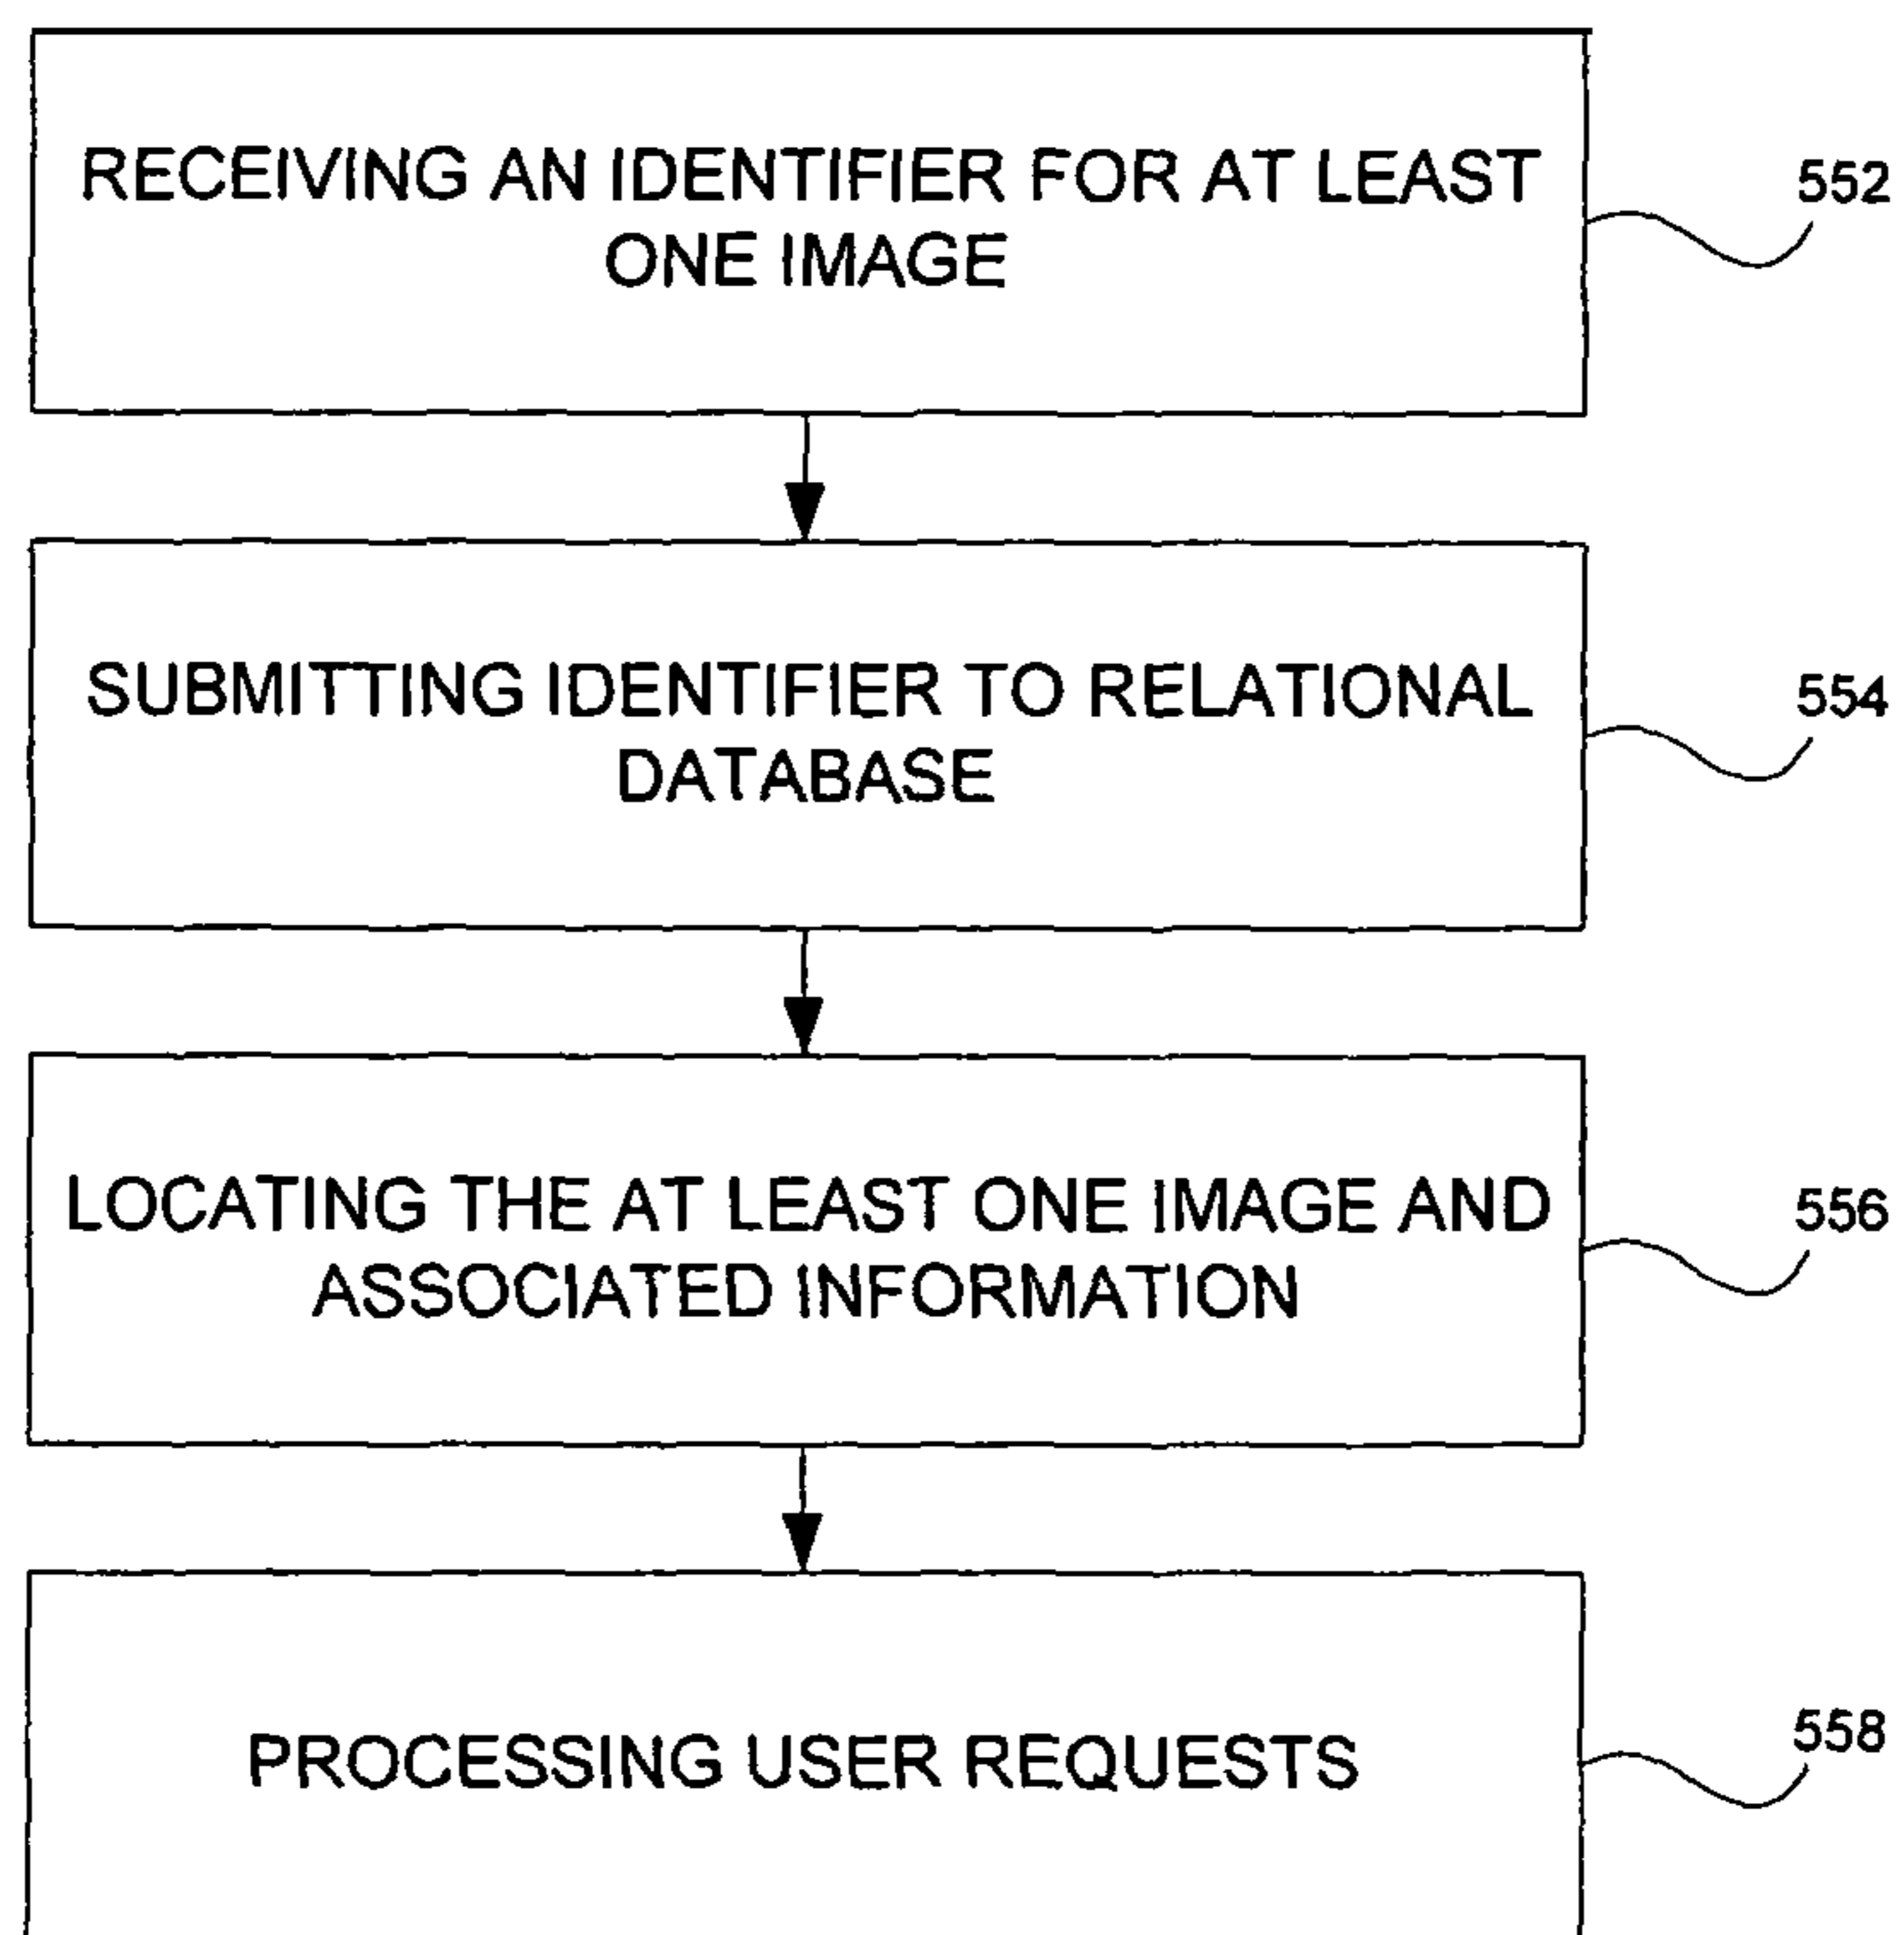 RECEIVING AN IDENTIFIER FOR AT LEAST
ONE IMAGE
552
SUBMITTING IDENTIFIER TO RELATIONAL
DATABASE
554
LOCATING THE AT LEAST ONE IMAGE AND
ASSOCIATED INFORMATION
556
PROCESSING USER REQUESTS
558